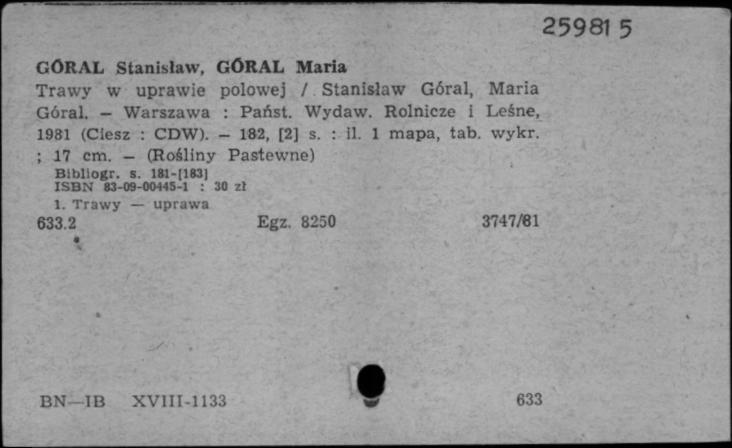 259815
GÓRAL Stanisław, GÓRAL Maria
Trawy w uprawie polowej / Stanisław Góral, Maria
Góral. — Warszawa : Państ. Wydaw. Rolnicze i Leśne,
1981 (Ciesz : CDW). — 182, [2] s. : il. 1 mapa, tab. wykr.
; 17 cm. — (Rośliny Pastewne)
Bibliogr. s. 181-[183]
ISBN 83-09-00445-1 : 30 zł
1. Trawy — uprawa
633.2 Egz. 8250 3747/81
BN—IB XVIII-1133 633